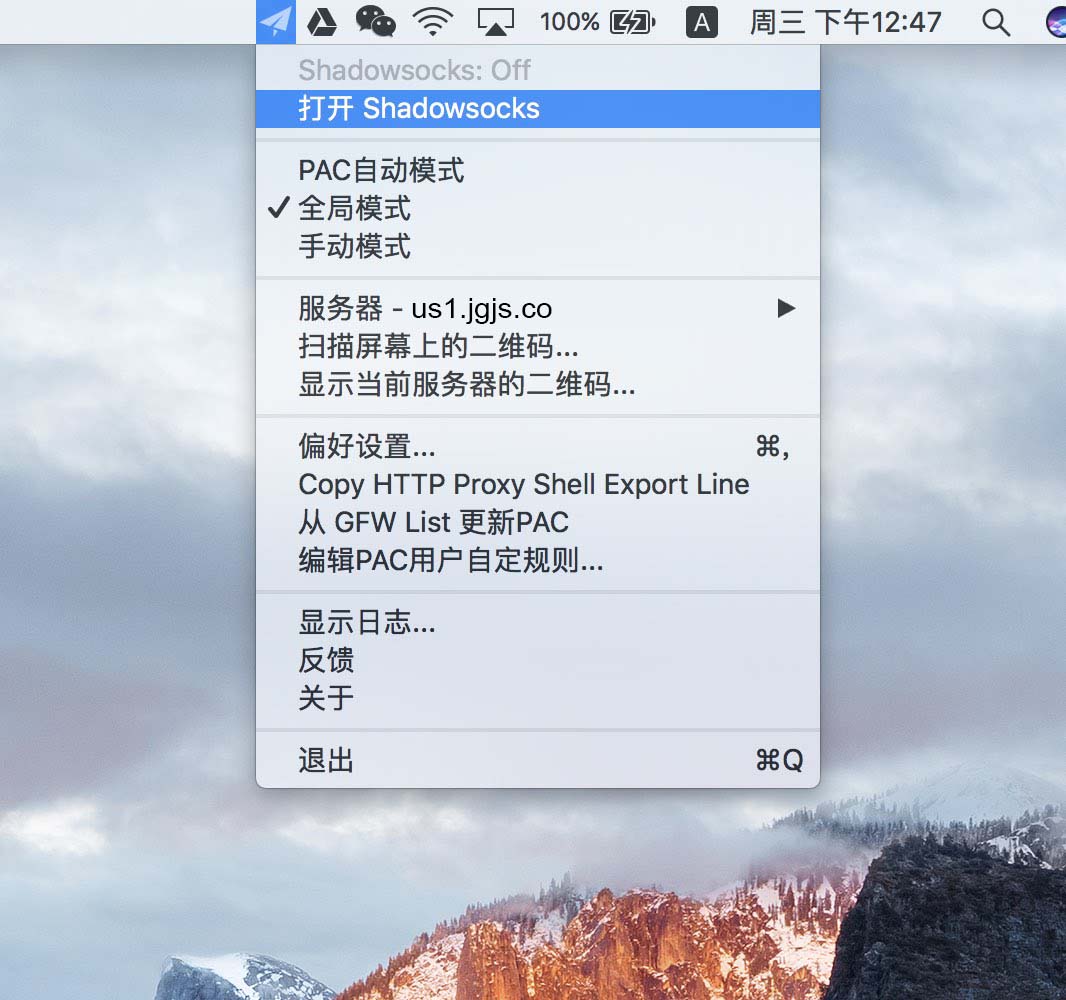 100% A 周三 下午12:47
Shadowsocks: Off
打开 Shadowsocks
PAC自动模式
✓ 全局模式
手动模式
服务器 - us1.jgjs.co ▶
扫描屏幕上的二维码...
显示当前服务器的二维码...
偏好设置... ⌘,
Copy HTTP Proxy Shell Export Line
从 GFW List 更新PAC
编辑PAC用户自定规则...
显示日志...
反馈
关于
退出 ⌘Q